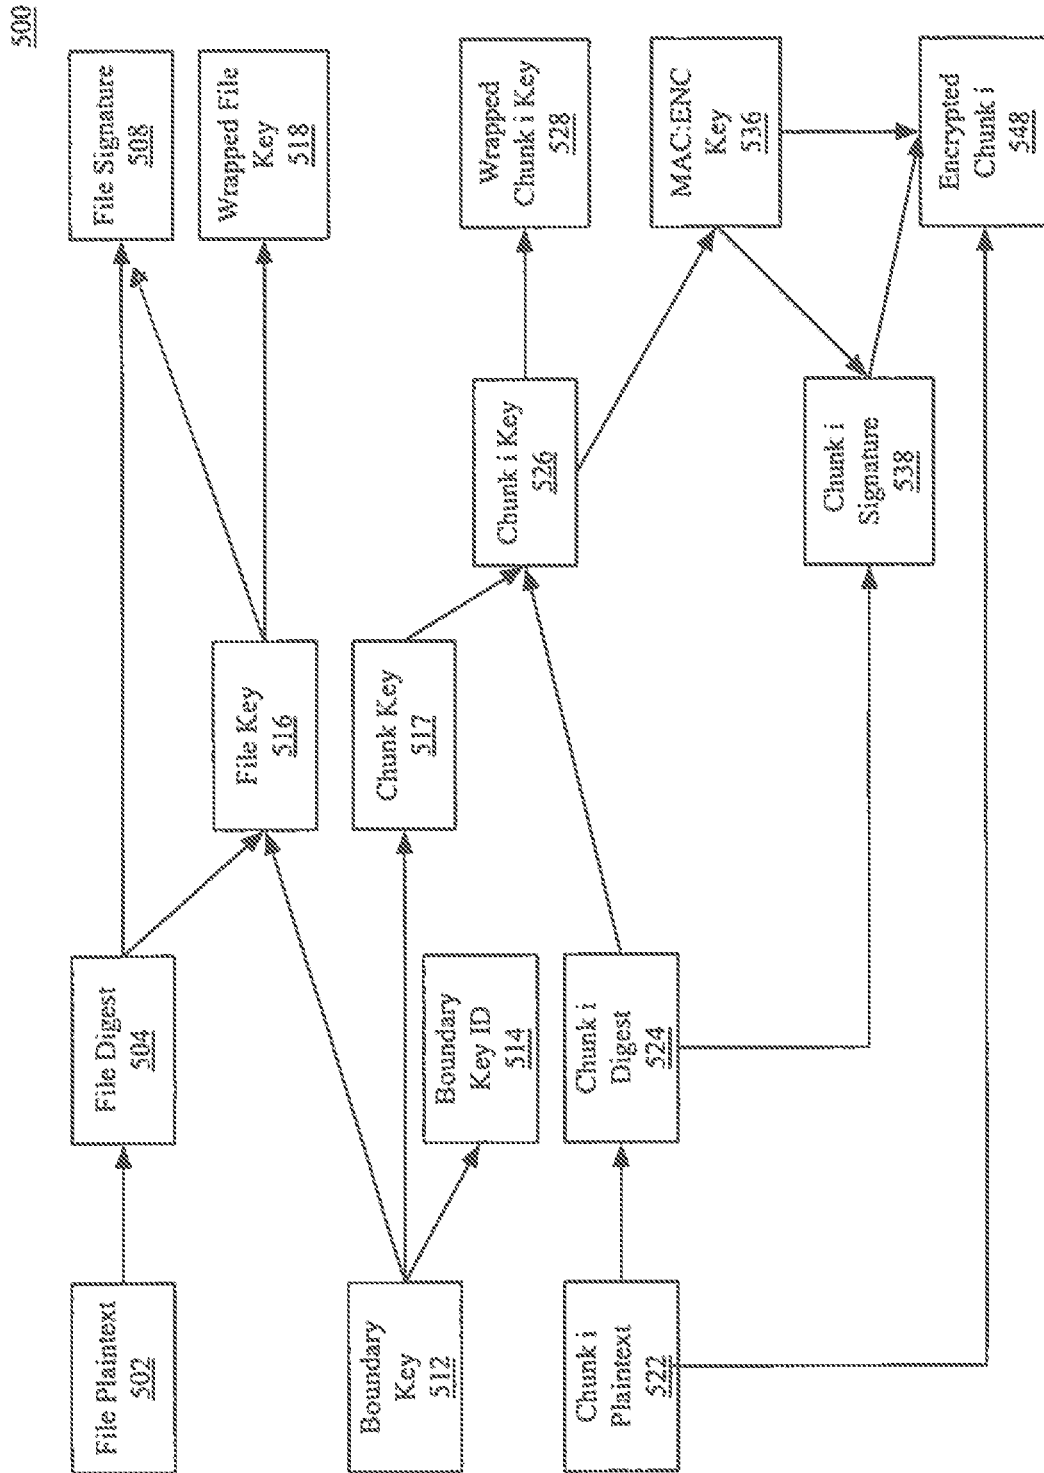 500
File Signature
508
Wrapped File
Key
518
Wrapped
Chunk i Key
528
MAC:ENC
Key
536
Encrypted
Chunk i
548
Chunk i Key
526
Chunk i
Signature
538
File Key
516
Chunk Key
517
File Digest
504
Boundary
Key ID
514
Chunk i
Digest
524
File Plaintext
502
Boundary
Key
512
Chunk i
Plaintext
522